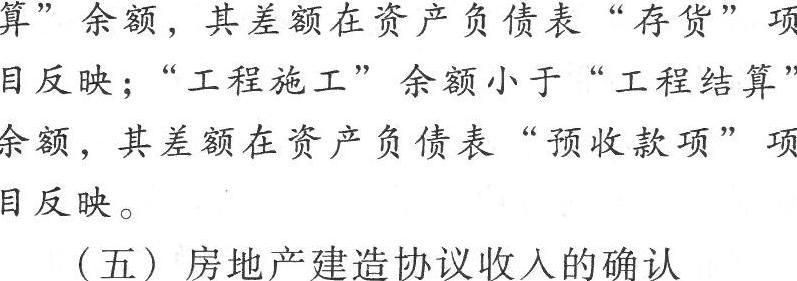 算”余额，其差额在资产负债表“存货”项
目反映；“工程施工”余额小于“工程结算”
余额，其差额在资产负债表“预收款项”项
目反映。
（五）房地产建造协议收入的确认